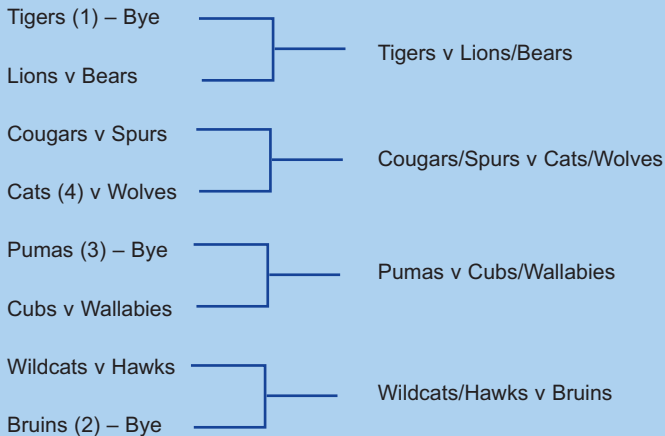 Tigers (1) – Bye
Tigers v Lions/Bears
Lions v Bears
Cougars v Spurs
Cougars/Spurs v Cats/Wolves
Cats (4) v Wolves
Pumas (3) – Bye
Pumas v Cubs/Wallabies
Cubs v Wallabies
Wildcats v Hawks
Wildcats/Hawks v Bruins
Bruins (2) – Bye